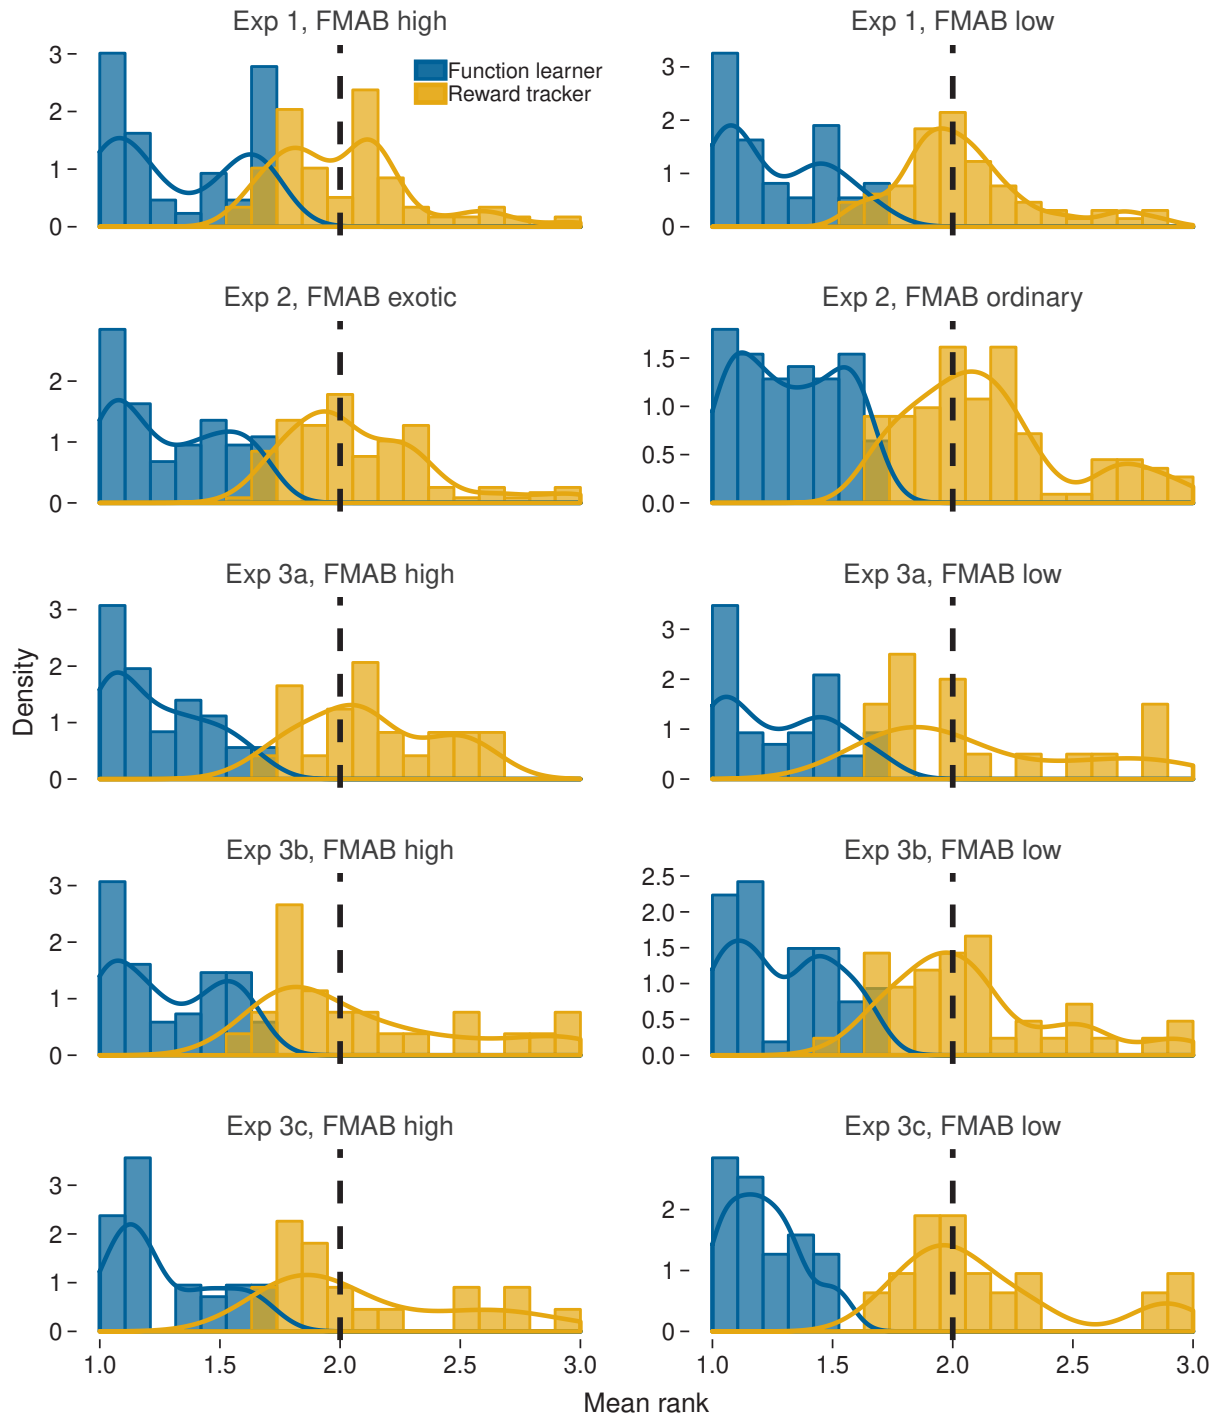 Exp 1, FMAB high
Exp 1, FMAB low
3
2
1
0
Function learner
Reward tracker
3
2
1
0
Exp 2, FMAB exotic
Exp 2, FMAB ordinary
2
1
0
1.5
1.0
0.5
0.0
Exp 3a, FMAB high
Exp 3a, FMAB low
3
2
1
0
3
2
1
0
Density
Exp 3b, FMAB high
Exp 3b, FMAB low
3
2
1
0
2.5
2.0
1.5
1.0
0.5
0.0
Exp 3c, FMAB high
Exp 3c, FMAB low
3
2
1
0
2
1
0
1.0 1.5 2.0 2.5 3.0
1.0 1.5 2.0 2.5 3.0
Mean rank